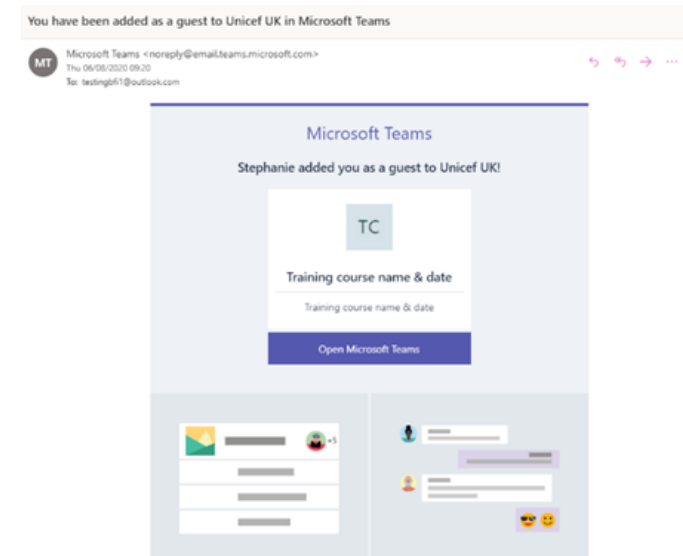 You have been added as a guest to Unicef UK in Microsoft Teams
MT
Microsoft Teams <noreply@email.teams.microsoft.com>
Thu 06/08/2020 09:20
To: testingbfi1@outlook.com
Microsoft Teams
Stephanie added you as a guest to Unicef UK!
TC
Training course name & date
Training course name & date
Open Microsoft Teams
+5